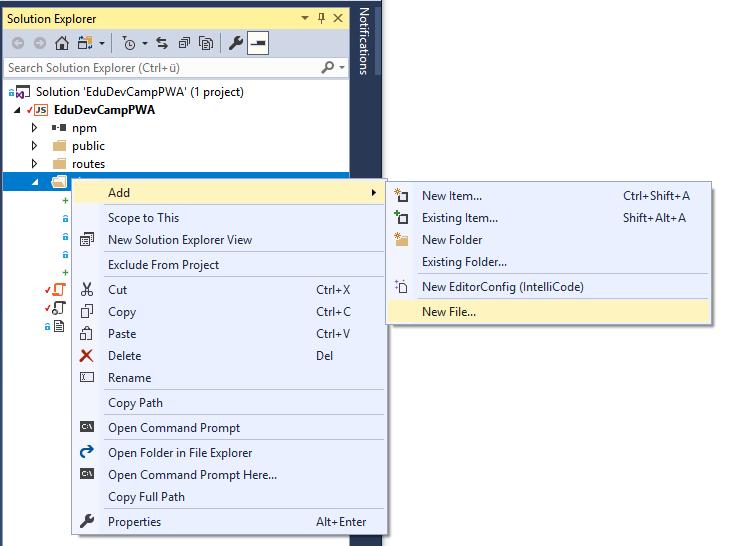 Solution Explorer
Notifications
Search Solution Explorer (Ctrl+ü)
Solution 'EduDevCampPWA' (1 project)
JS EduDevCampPWA
npm
public
routes
Add
Scope to This
New Solution Explorer View
Exclude From Project
Cut Ctrl+X
Copy Ctrl+C
Paste Ctrl+V
Delete Del
Rename
Copy Path
Open Command Prompt
Open Folder in File Explorer
Open Command Prompt Here...
Copy Full Path
Properties Alt+Enter
New Item... Ctrl+Shift+A
Existing Item... Shift+Alt+A
New Folder
Existing Folder...
New EditorConfig (IntelliCode)
New File...